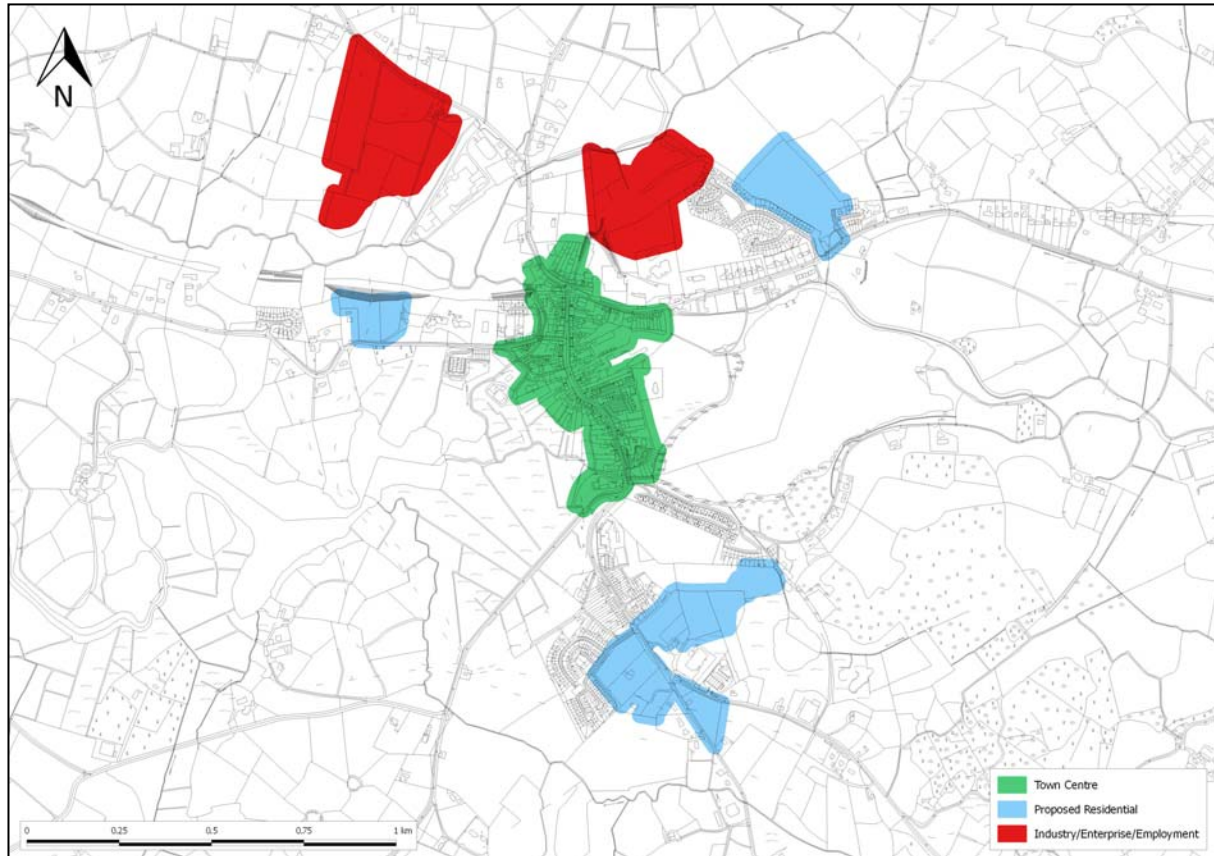 N
Town Centre
Proposed Residential
Industry/Enterprise/Employment
0 0.25 0.5 0.75 1 km